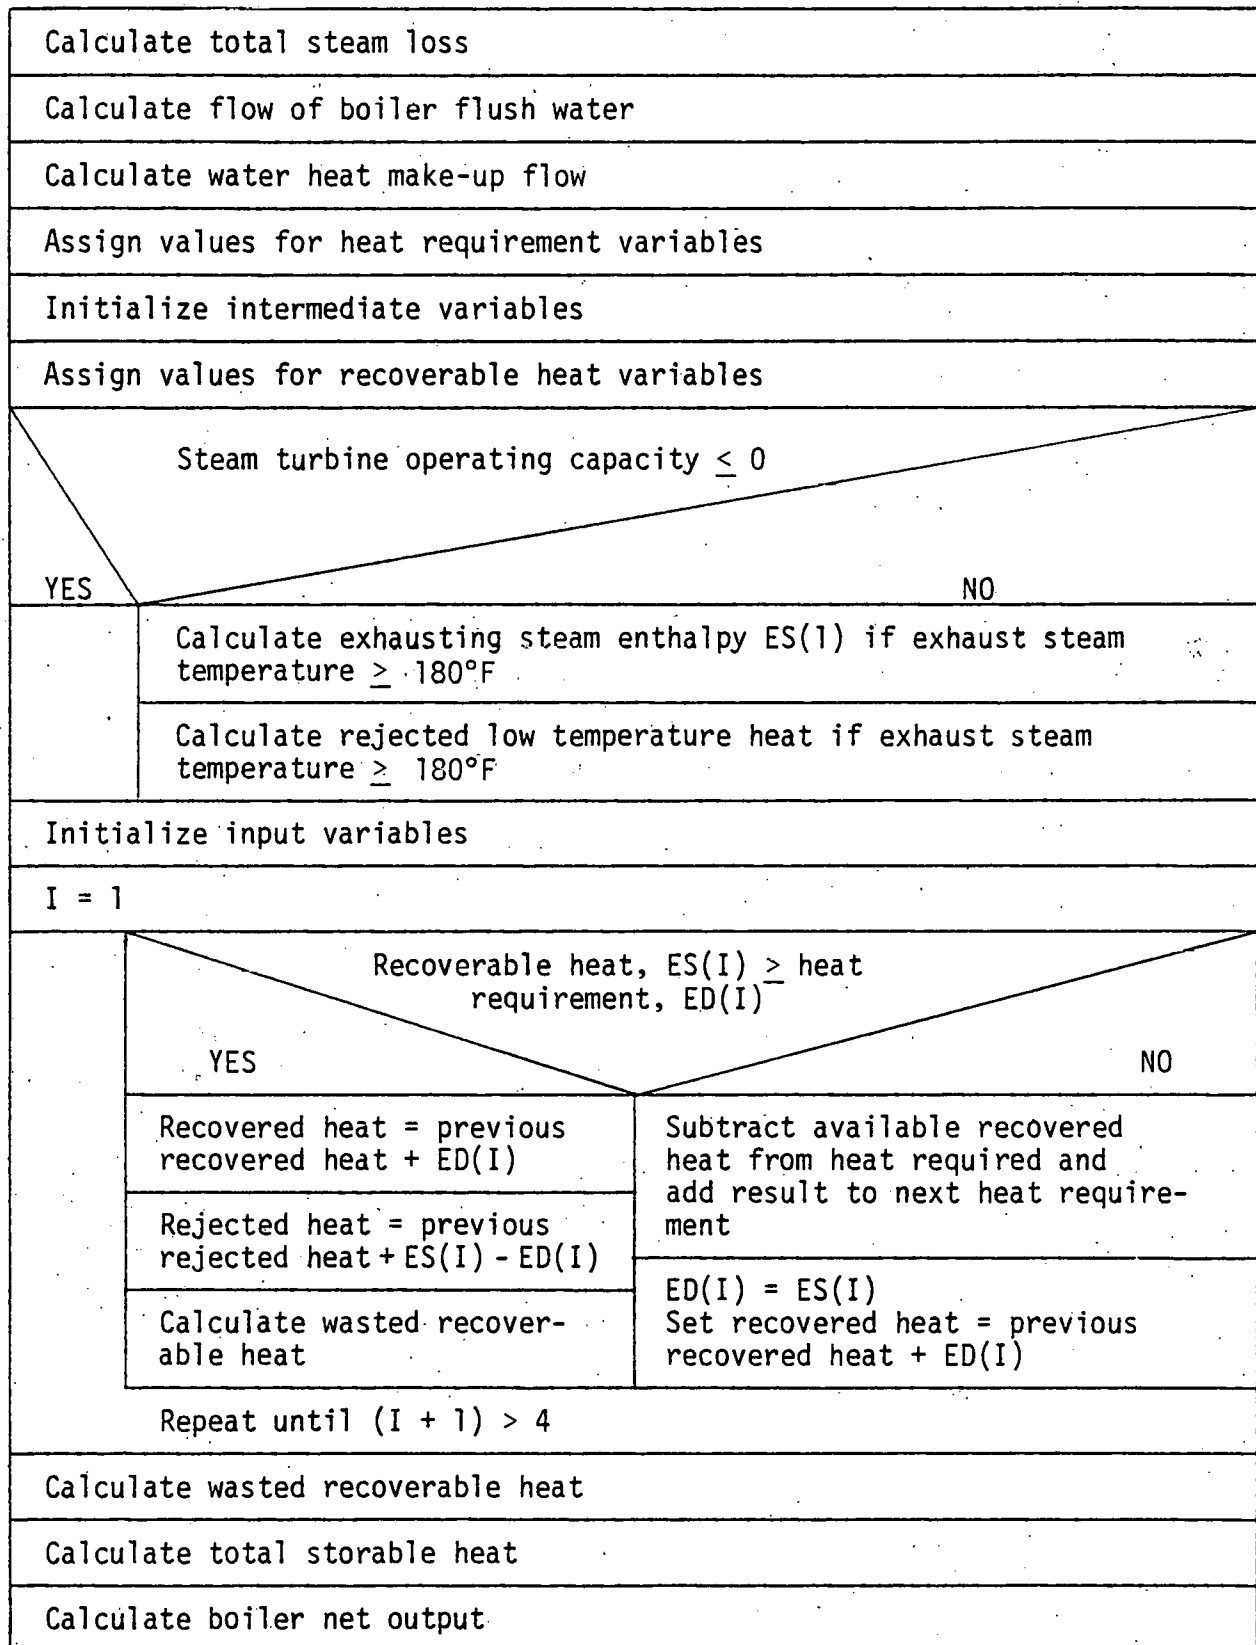 Calculate total steam loss
Calculate flow of boiler flush water
Calculate water heat make-up flow
Assign values for heat requirement variables
Initialize intermediate variables
Assign values for recoverable heat variables
Steam turbine operating capacity ≤ 0
YES
NO
Calculate exhausting steam enthalpy ES(1) if exhaust steam
temperature ≥ 180°F
Calculate rejected low temperature heat if exhaust steam
temperature ≥ 180°F
Initialize input variables
I = 1
Recoverable heat, ES(I) ≥ heat
requirement, ED(I)
YES
NO
Recovered heat = previous
recovered heat + ED(I)
Rejected heat = previous
rejected heat + ES(I) - ED(I)
Calculate wasted recover-
able heat
Subtract available recovered
heat from heat required and
add result to next heat require-
ment
ED(I) = ES(I)
Set recovered heat = previous
recovered heat + ED(I)
Repeat until (I + 1) > 4
Calculate wasted recoverable heat
Calculate total storable heat
Calculate boiler net output